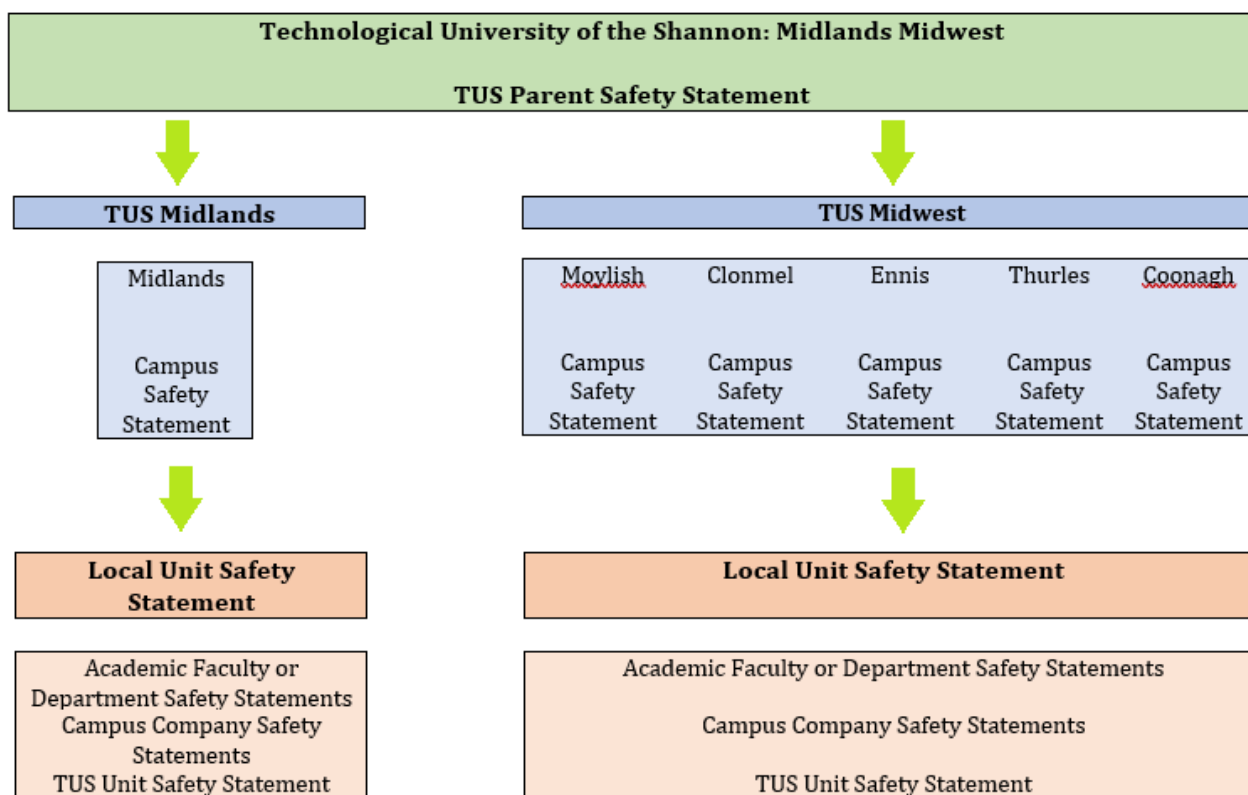 Technological University of the Shannon: Midlands Midwest
TUS Parent Safety Statement
TUS Midlands
TUS Midwest
Midlands
Campus
Safety
Statement
Moylish
Campus
Safety
Statement
Clonmel
Campus
Safety
Statement
Ennis
Campus
Safety
Statement
Thurles
Campus
Safety
Statement
Coonagh
Campus
Safety
Statement
Local Unit Safety
Statement
Local Unit Safety Statement
Academic Faculty or
Department Safety Statements
Campus Company Safety
Statements
TUS Unit Safety Statement
Academic Faculty or Department Safety Statements
Campus Company Safety Statements
TUS Unit Safety Statement